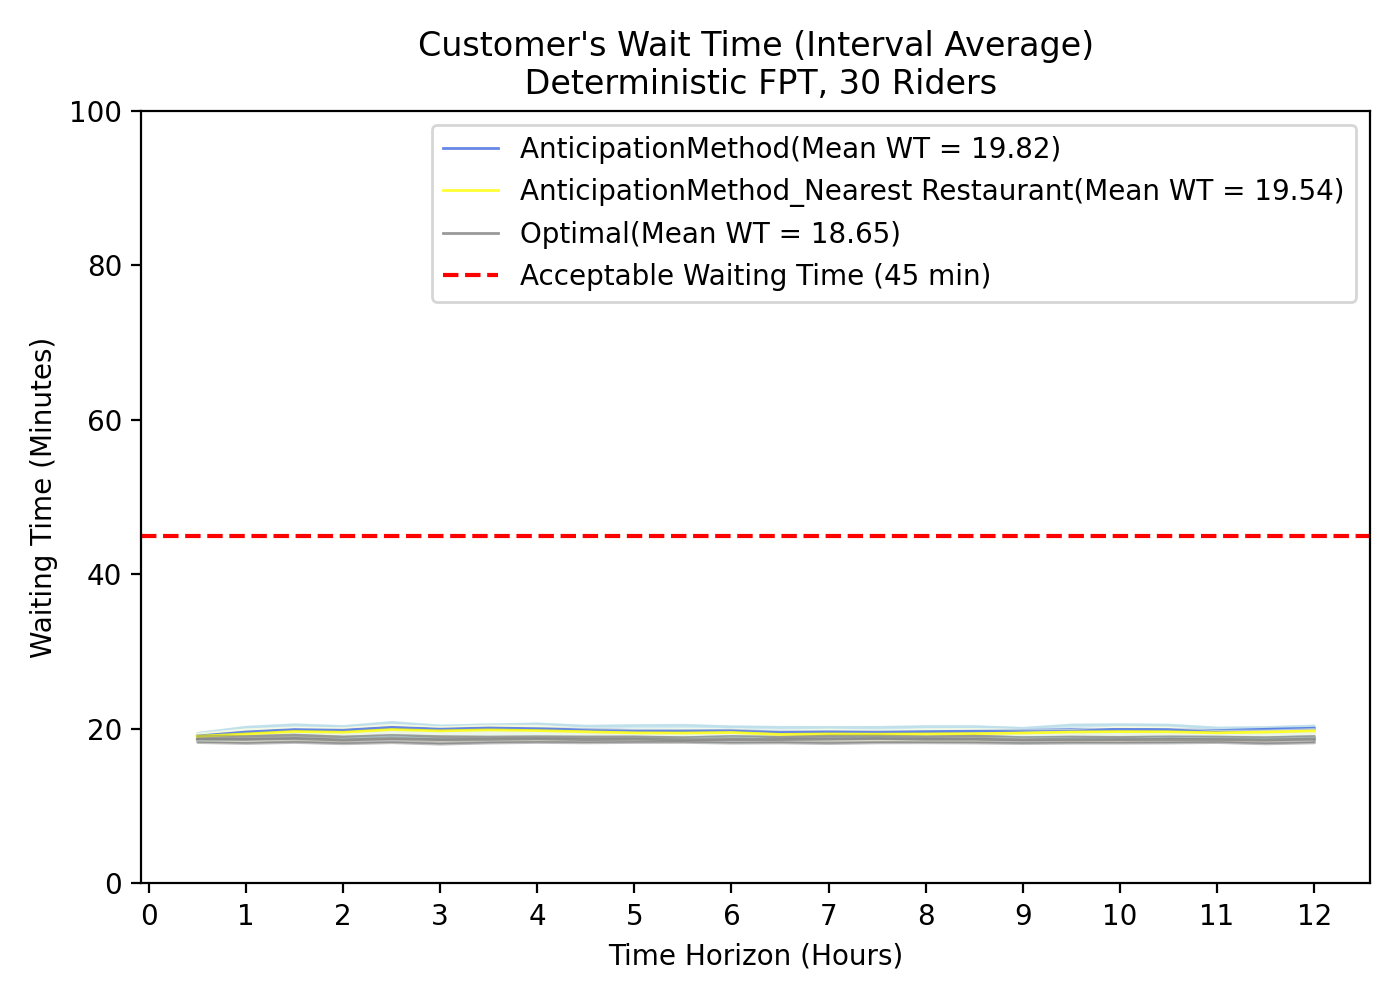 Customer's Wait Time (Interval Average)
Deterministic FPT, 30 Riders
AnticipationMethod(Mean WT = 19.82)
AnticipationMethod_Nearest Restaurant(Mean WT = 19.54)
Optimal(Mean WT = 18.65)
Acceptable Waiting Time (45 min)
Waiting Time (Minutes)
100
80
60
40
20
0
0 1 2 3 4 5 6 7 8 9 10 11 12
Time Horizon (Hours)